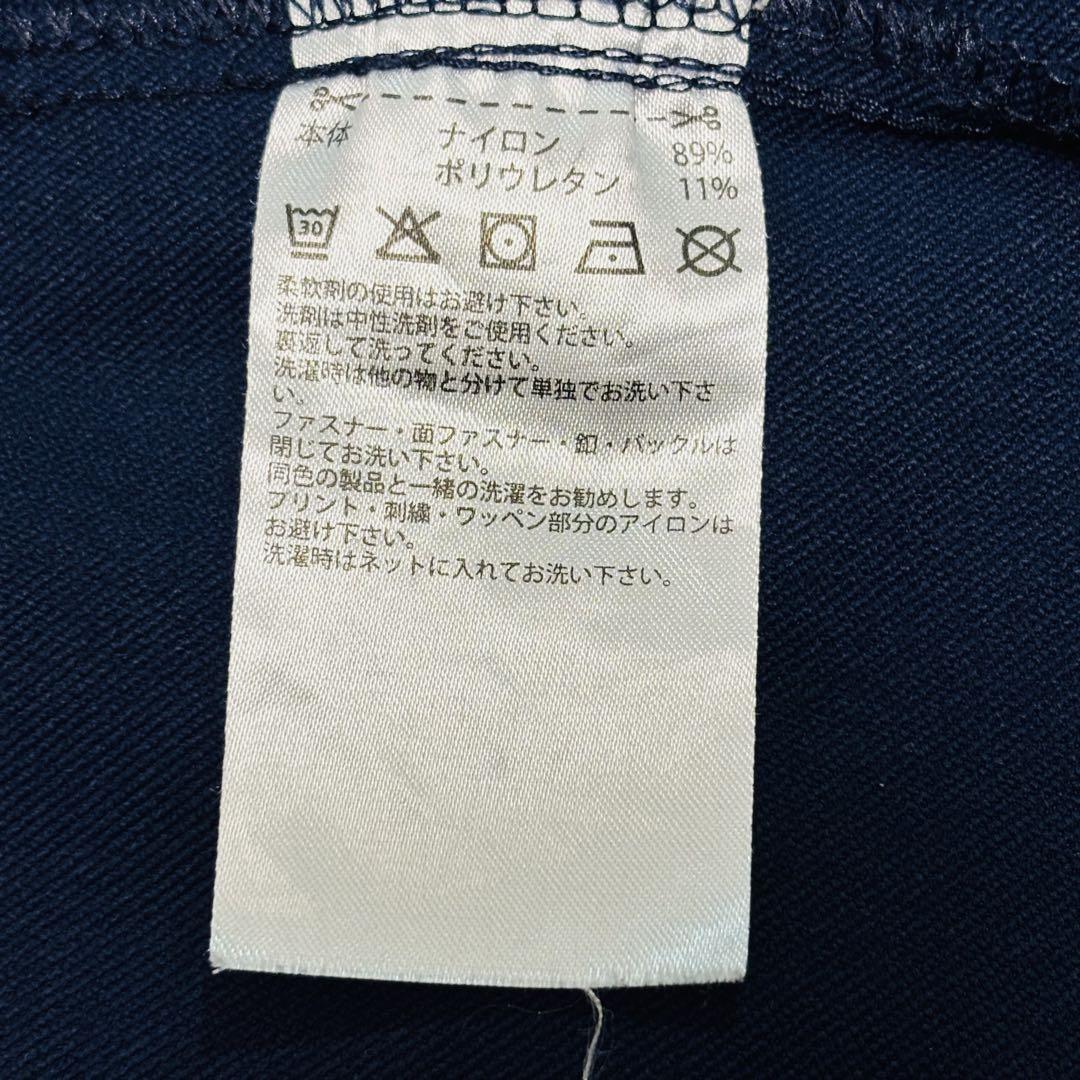 本体 ナイロン 89%
ポリウレタン 11%
30
柔軟剤の使用はお避け下さい。
洗剤は中性洗剤をご使用ください。
裏返して洗ってください。
洗濯時は他の物と分けて単独でお洗い下さ
い。
ファスナー・面ファスナー・釦・バックルは
閉じてお洗い下さい。
同色の製品と一緒の洗濯をお勧めします。
プリント・刺繍・ワッペン部分のアイロンは
お避け下さい。
洗濯時はネットに入れてお洗い下さい。